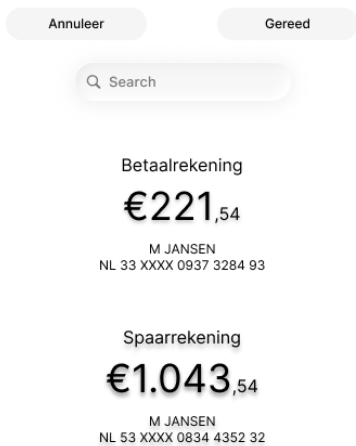 Annuleer Gereed
Search
Betaalrekening
€221,54
M JANSEN
NL 33 XXXX 0937 3284 93
Spaarrekening
€1.043,54
M JANSEN
NL 53 XXXX 0834 4352 32